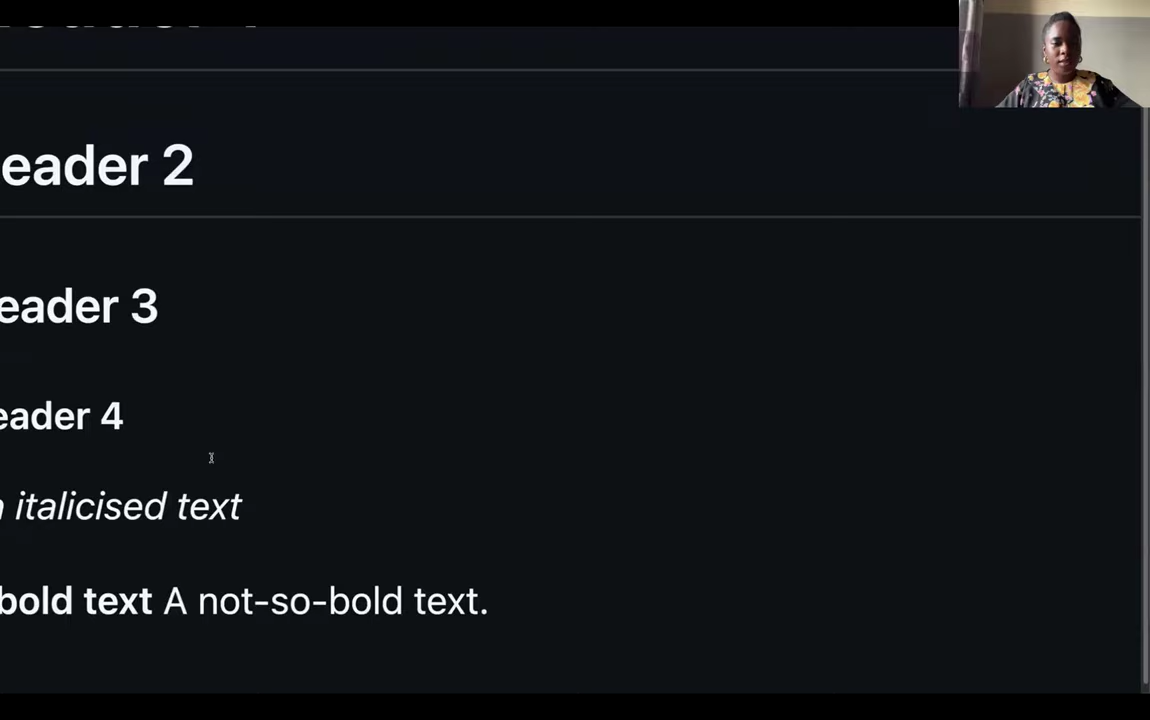 eader 2
eader 3
eader 4
italicised text
bold text A not-so-bold text.